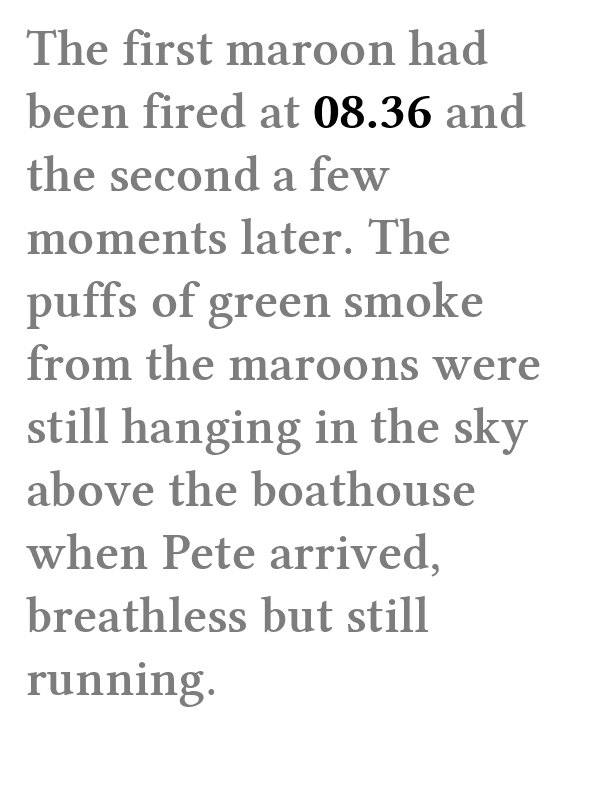 The first maroon had
been fired at 08.36 and
the second a few
moments later. The
puffs of green smoke
from the maroons were
still hanging in the sky
above the boathouse
when Pete arrived,
breathless but still
running.